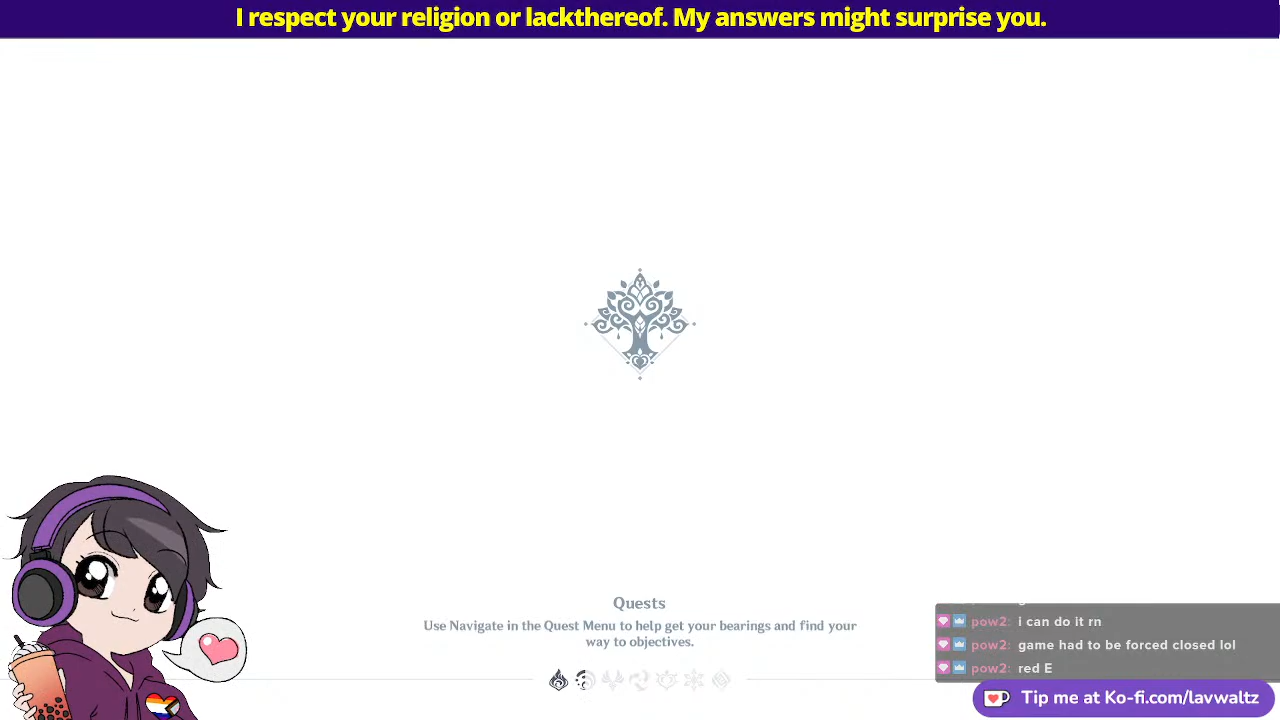 I respect your religion or lackthereof. My answers might surprise you.
Quests
Use Navigate in the Quest Menu to help get your bearings and find your
way to objectives.
pow2: i can do it rn
pow2: game had to be forced closed lol
pow2: red E
Tip me at Ko-fi.com/lavwaltz